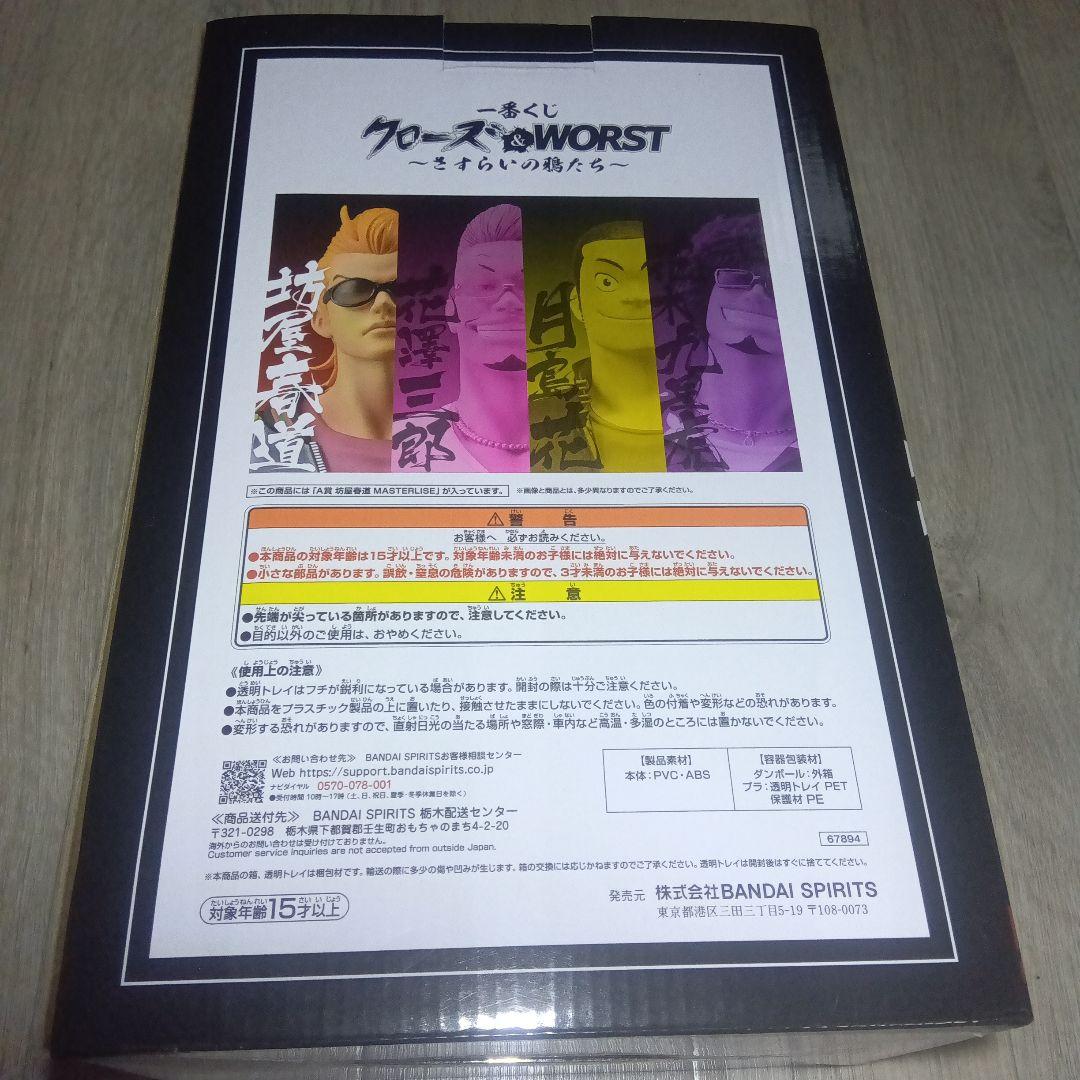 一番くじ
クローズ&WORST
～さすらいの鴉たち～
坊屋春道
花澤三郎
月島花
九里虎
※この商品には「A賞 坊屋春道 MASTERLISE」が入っています。 ※画像と商品とは、多少異なりますのでご了承ください。
⚠警 告
お客様へ 必ずお読みください。
●本商品の対象年齢は15才以上です。対象年齢未満のお子様には絶対に与えないでください。
●小さな部品があります。誤飲・窒息の危険がありますので、3才未満のお子様には絶対に与えないでください。
⚠注 意
●先端が尖っている箇所がありますので、注意してください。
●目的以外のご使用は、おやめください。
《使用上の注意》
●透明トレイはフチが鋭利になっている場合があります。開封の際は十分ご注意ください。
●本商品をプラスチック製品の上に置いたり、接触させたままにしないでください。色の付着や変形などの恐れがあります。
●変形する恐れがありますので、直射日光の当たる場所や窓際・車内など高温・多湿のところには置かないでください。
≪お問い合わせ先≫ BANDAI SPIRITSお客様相談センター
Web https://support.bandaispirits.co.jp
ナビダイヤル 0570-078-001
●受付時間 10時～17時(土、日、祝日、夏季・冬季休業日を除く)
≪商品送付先≫ BANDAI SPIRITS 栃木配送センター
〒321-0298 栃木県下都賀郡壬生町おもちゃのまち4-2-20
海外からのお問い合わせは受け付けておりません。
Customer service inquiries are not accepted from outside Japan.
【製品素材】
本体:PVC・ABS
【容器包装材】
ダンボール:外箱
プラ:透明トレイ PET
保護材 PE
67894
※本商品の箱、透明トレイは梱包材です。輸送の際に多少の傷や凹みが生じます。箱の交換には応じかねますのでご了承ください。透明トレイは開封後はすぐに捨ててください。
対象年齢15才以上
発売元 株式会社BANDAI SPIRITS
東京都港区三田三丁目5-19 〒108-0073